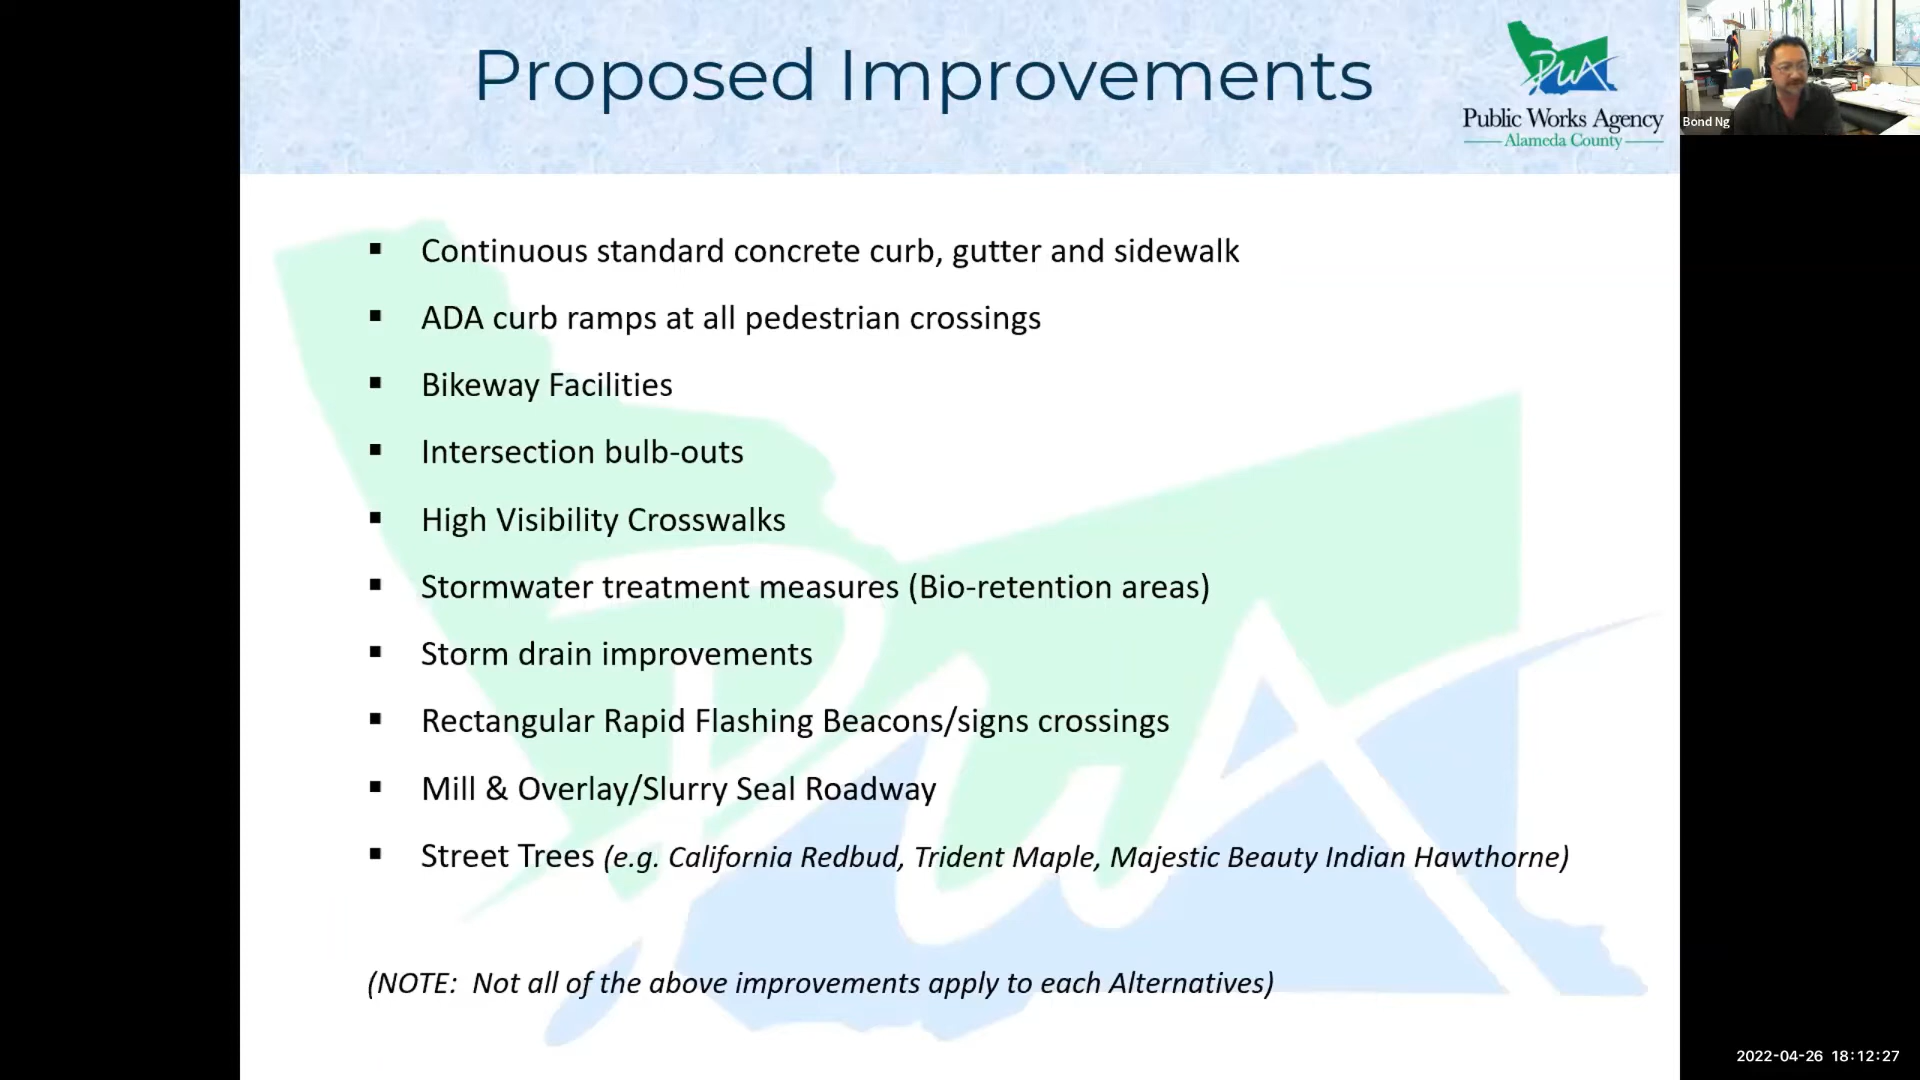 Proposed Improvements
PWA
Public Works Agency
Alameda County
Bond Ng
▪ Continuous standard concrete curb, gutter and sidewalk
▪ ADA curb ramps at all pedestrian crossings
▪ Bikeway Facilities
▪ Intersection bulb-outs
▪ High Visibility Crosswalks
▪ Stormwater treatment measures (Bio-retention areas)
▪ Storm drain improvements
▪ Rectangular Rapid Flashing Beacons/signs crossings
▪ Mill & Overlay/Slurry Seal Roadway
▪ Street Trees (e.g. California Redbud, Trident Maple, Majestic Beauty Indian Hawthorne)
(NOTE: Not all of the above improvements apply to each Alternatives)
PWA
2022-04-26 18:12:27